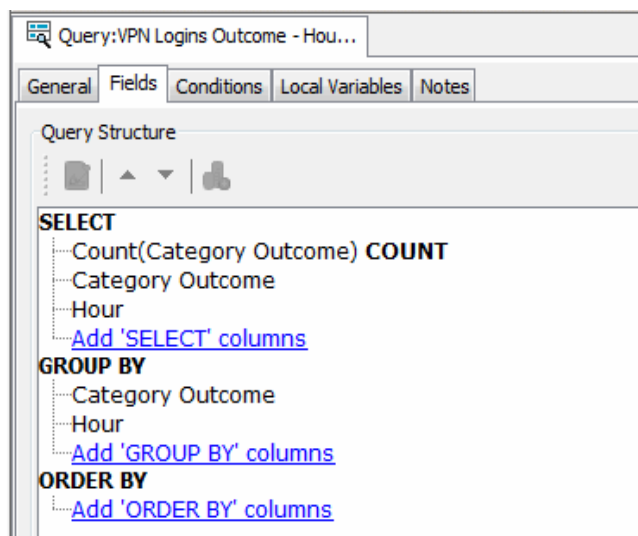 Query:VPN Logins Outcome - Hou...
General Fields Conditions Local Variables Notes
Query Structure
SELECT
Count(Category Outcome) COUNT
Category Outcome
Hour
Add 'SELECT' columns
GROUP BY
Category Outcome
Hour
Add 'GROUP BY' columns
ORDER BY
Add 'ORDER BY' columns